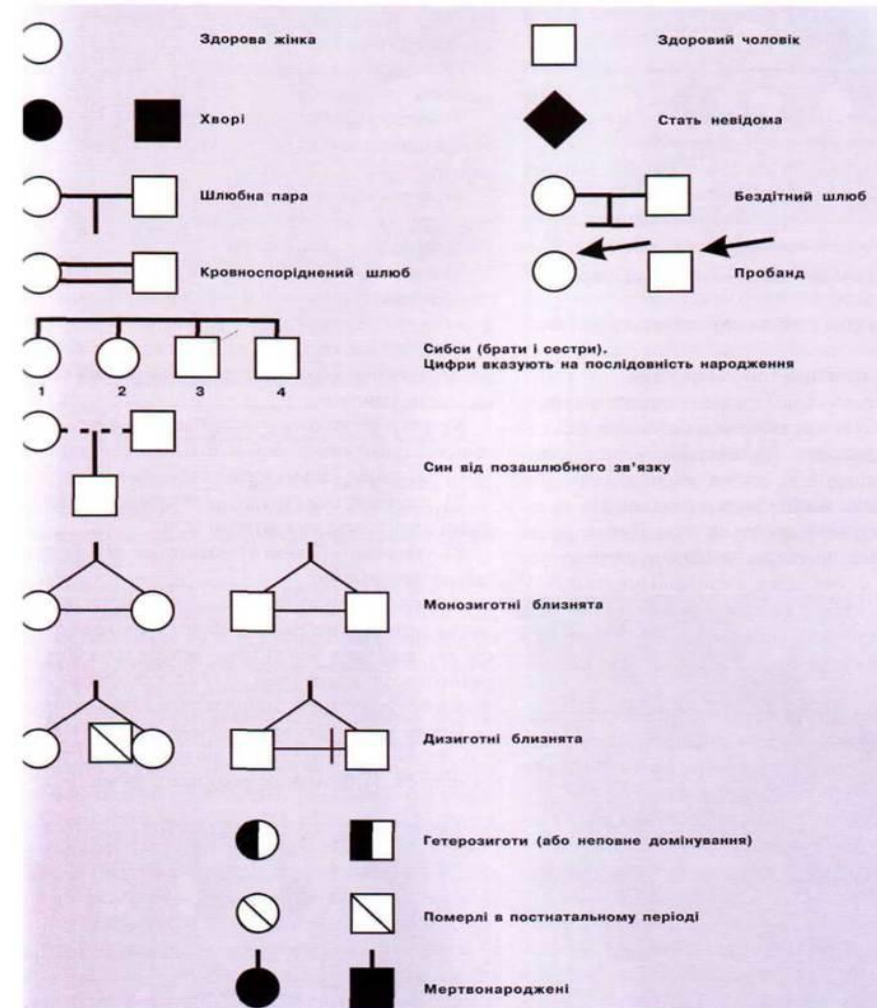 Здорова жінка
Здоровий чоловік
Хворі
Стать невідома
Шлюбна пара
Бездітний шлюб
Кровноспоріднений шлюб
Пробанд
Сибси (брати і сестри).
Цифри вказують на послідовність народження
1 2 3 4
Син від позашлюбного зв'язку
Монозиготні близнята
Дизиготні близнята
Гетерозиготи (або неповне домінування)
Померлі в постнатальному періоді
Мертвонароджені